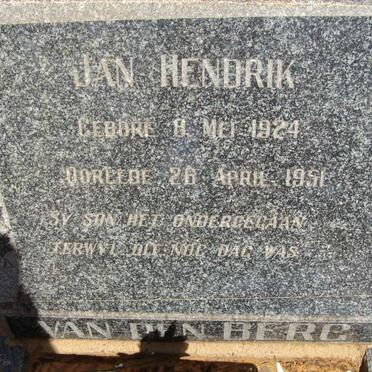 JAN HENDRIK
GEBORE 8 MEI 1924
OORLEDE 26 APRIL 1951
SY SON HET ONDERGEGAAN
TERWYL DIT NOG DAG WAS
VAN DEN BERG